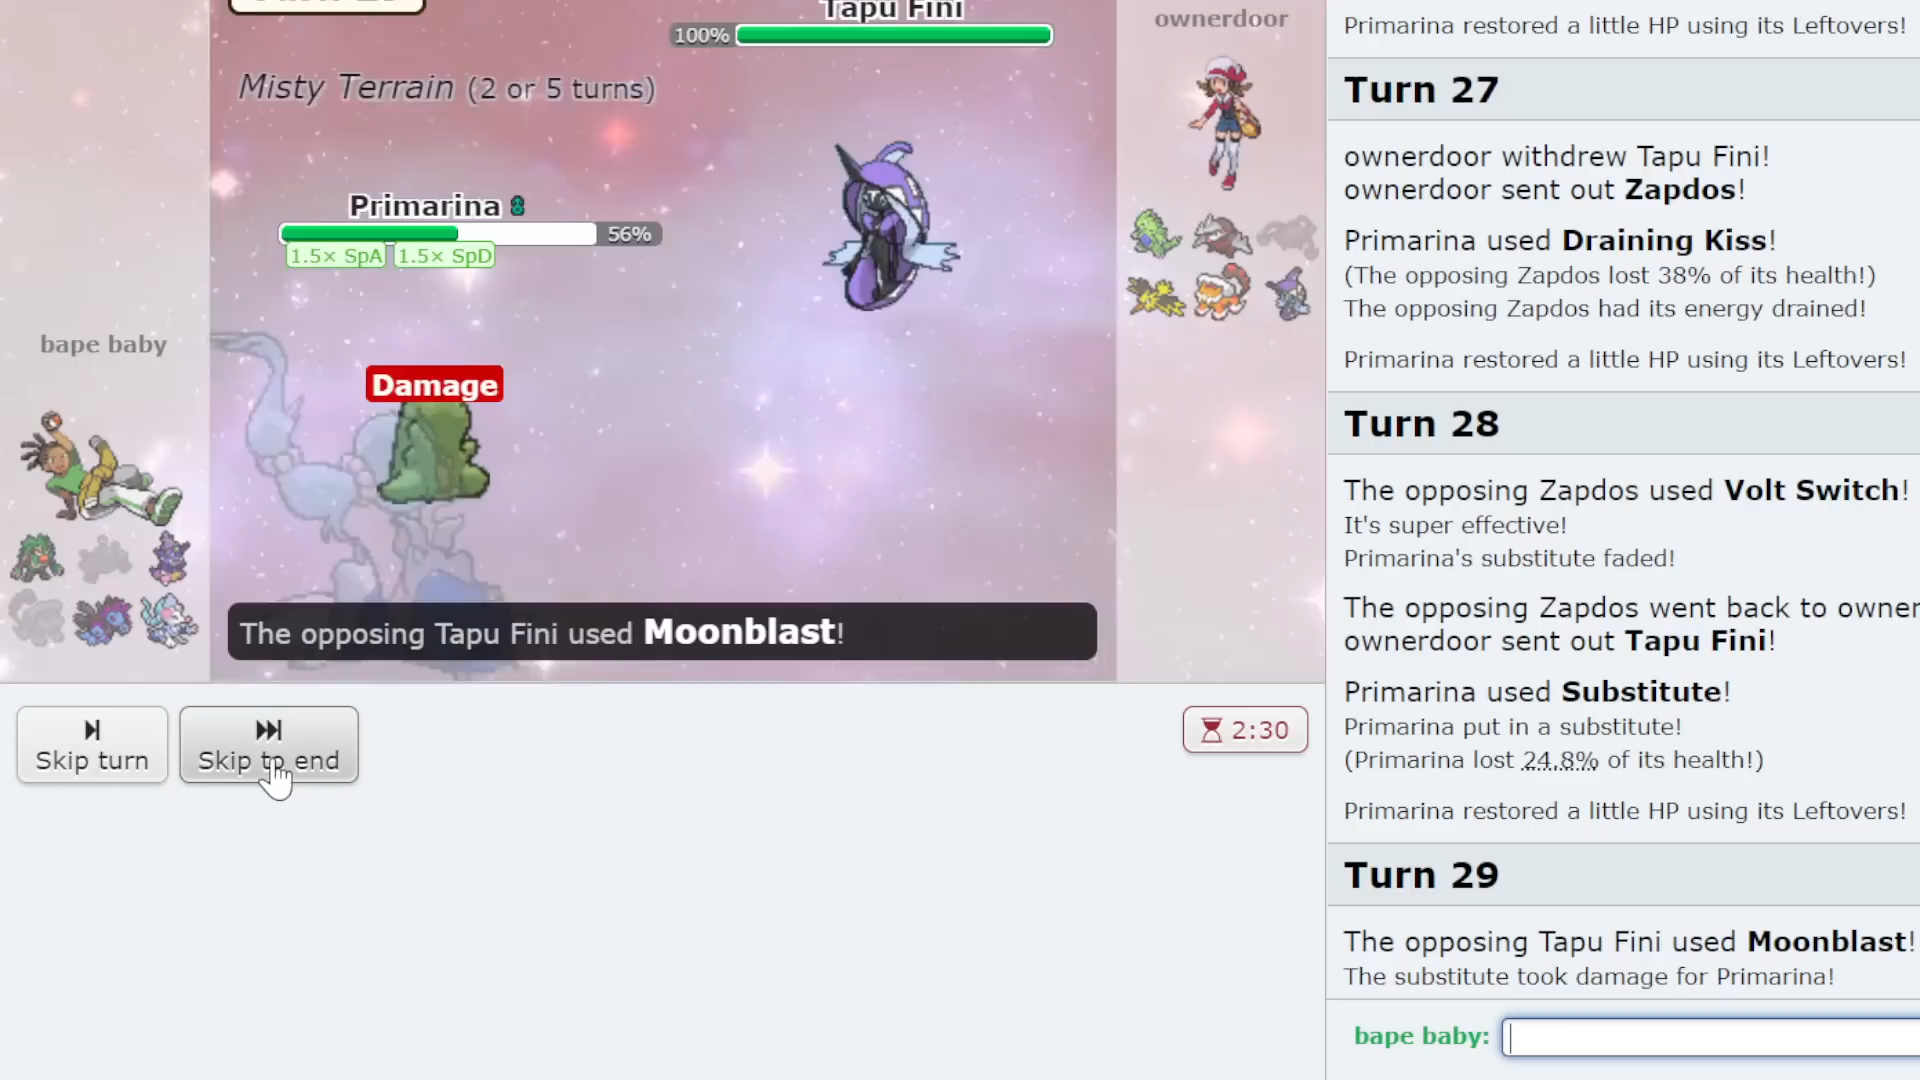 Tapu Fini
100%
Misty Terrain (2 or 5 turns)
Primarina
56%
1.5× SpA 1.5× SpD
Damage
The opposing Tapu Fini used Moonblast!
bape baby
ownerdoor
Skip turn
Skip to end
2:30
Primarina restored a little HP using its Leftovers!
Turn 27
ownerdoor withdrew Tapu Fini!
ownerdoor sent out Zapdos!
Primarina used Draining Kiss!
(The opposing Zapdos lost 38% of its health!)
The opposing Zapdos had its energy drained!
Primarina restored a little HP using its Leftovers!
Turn 28
The opposing Zapdos used Volt Switch!
It's super effective!
Primarina's substitute faded!
The opposing Zapdos went back to owner
ownerdoor sent out Tapu Fini!
Primarina used Substitute!
Primarina put in a substitute!
(Primarina lost 24.8% of its health!)
Primarina restored a little HP using its Leftovers!
Turn 29
The opposing Tapu Fini used Moonblast!
The substitute took damage for Primarina!
bape baby: